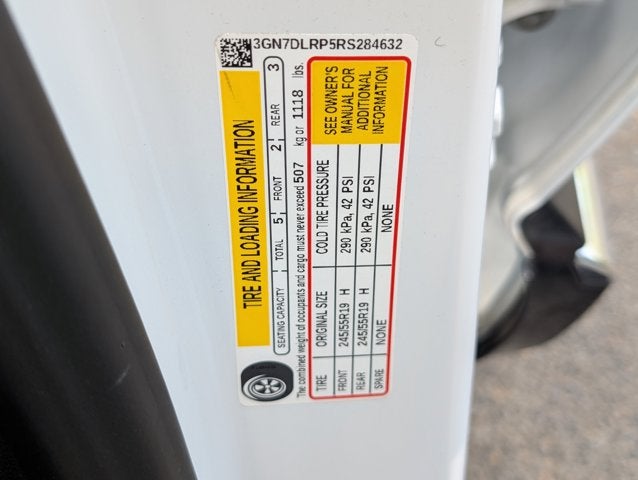 3GN7DLRP5RS284632
TIRE AND LOADING INFORMATION
SEATING CAPACITY TOTAL 5 FRONT 2 REAR 3
The combined weight of occupants and cargo must never exceed 507 kg or 1118 lbs.
TIRE ORIGINAL SIZE COLD TIRE PRESSURE
FRONT 245/55R19 H 290 kPa, 42 PSI
REAR 245/55R19 H 290 kPa, 42 PSI
SPARE NONE NONE
SEE OWNER'S
MANUAL FOR
ADDITIONAL
INFORMATION